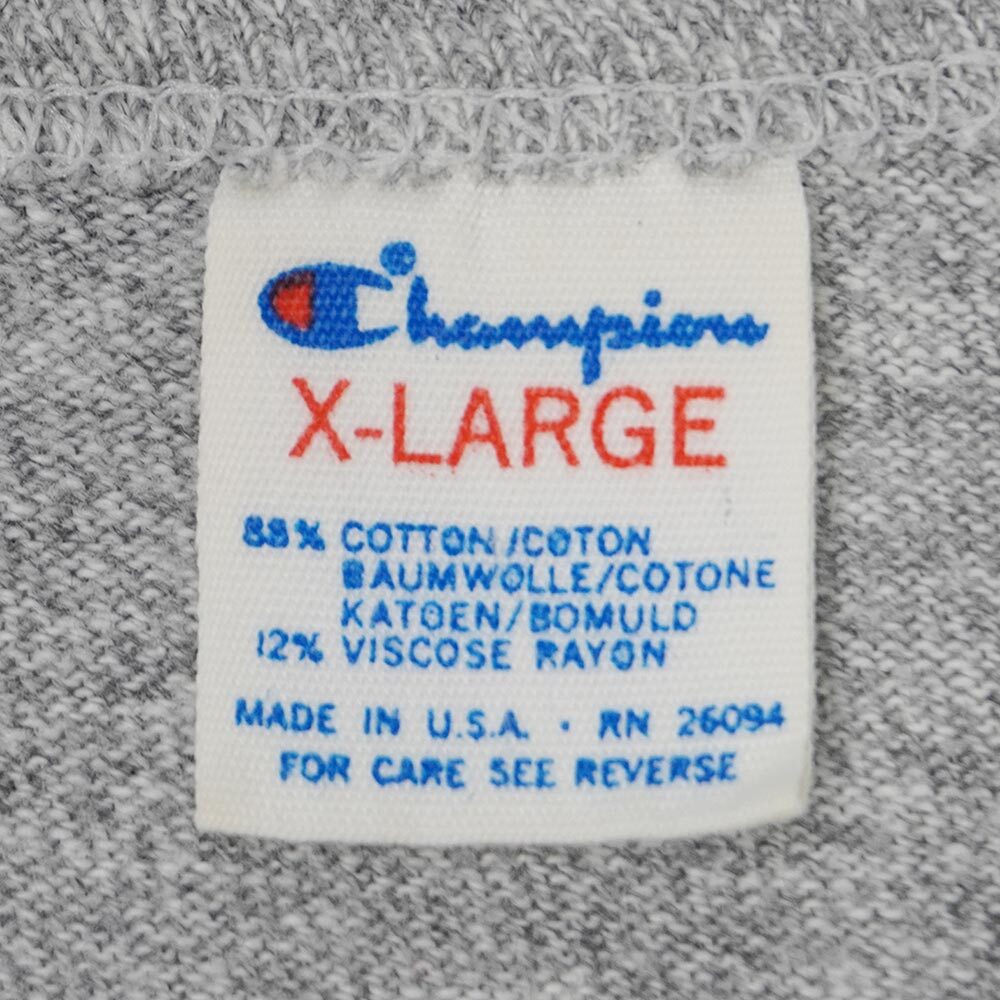 Champion
X-LARGE
88% COTTON/COTON
BAUMWOLLE/COTONE
KATOEN/BOMULD
12% VISCOSE RAYON
MADE IN U.S.A. · RN 26094
FOR CARE SEE REVERSE